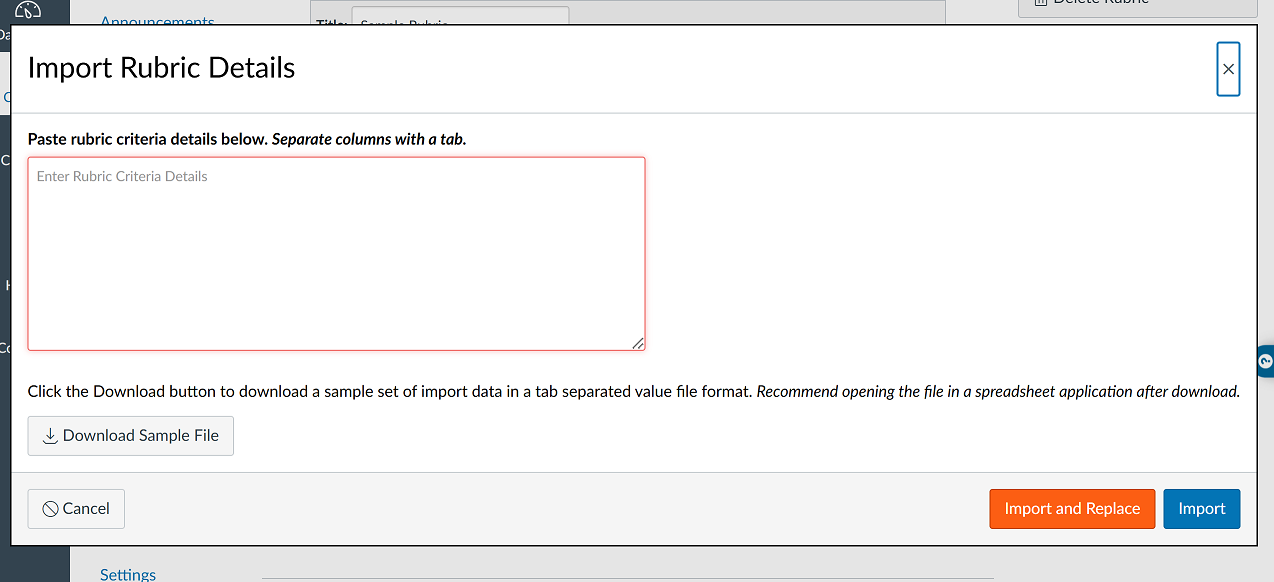 Announcements
Title: Sample Rubric
Delete Rubric
Import Rubric Details
Paste rubric criteria details below. Separate columns with a tab.
Enter Rubric Criteria Details
Click the Download button to download a sample set of import data in a tab separated value file format. Recommend opening the file in a spreadsheet application after download.
Download Sample File
Cancel
Import and Replace
Import
Settings